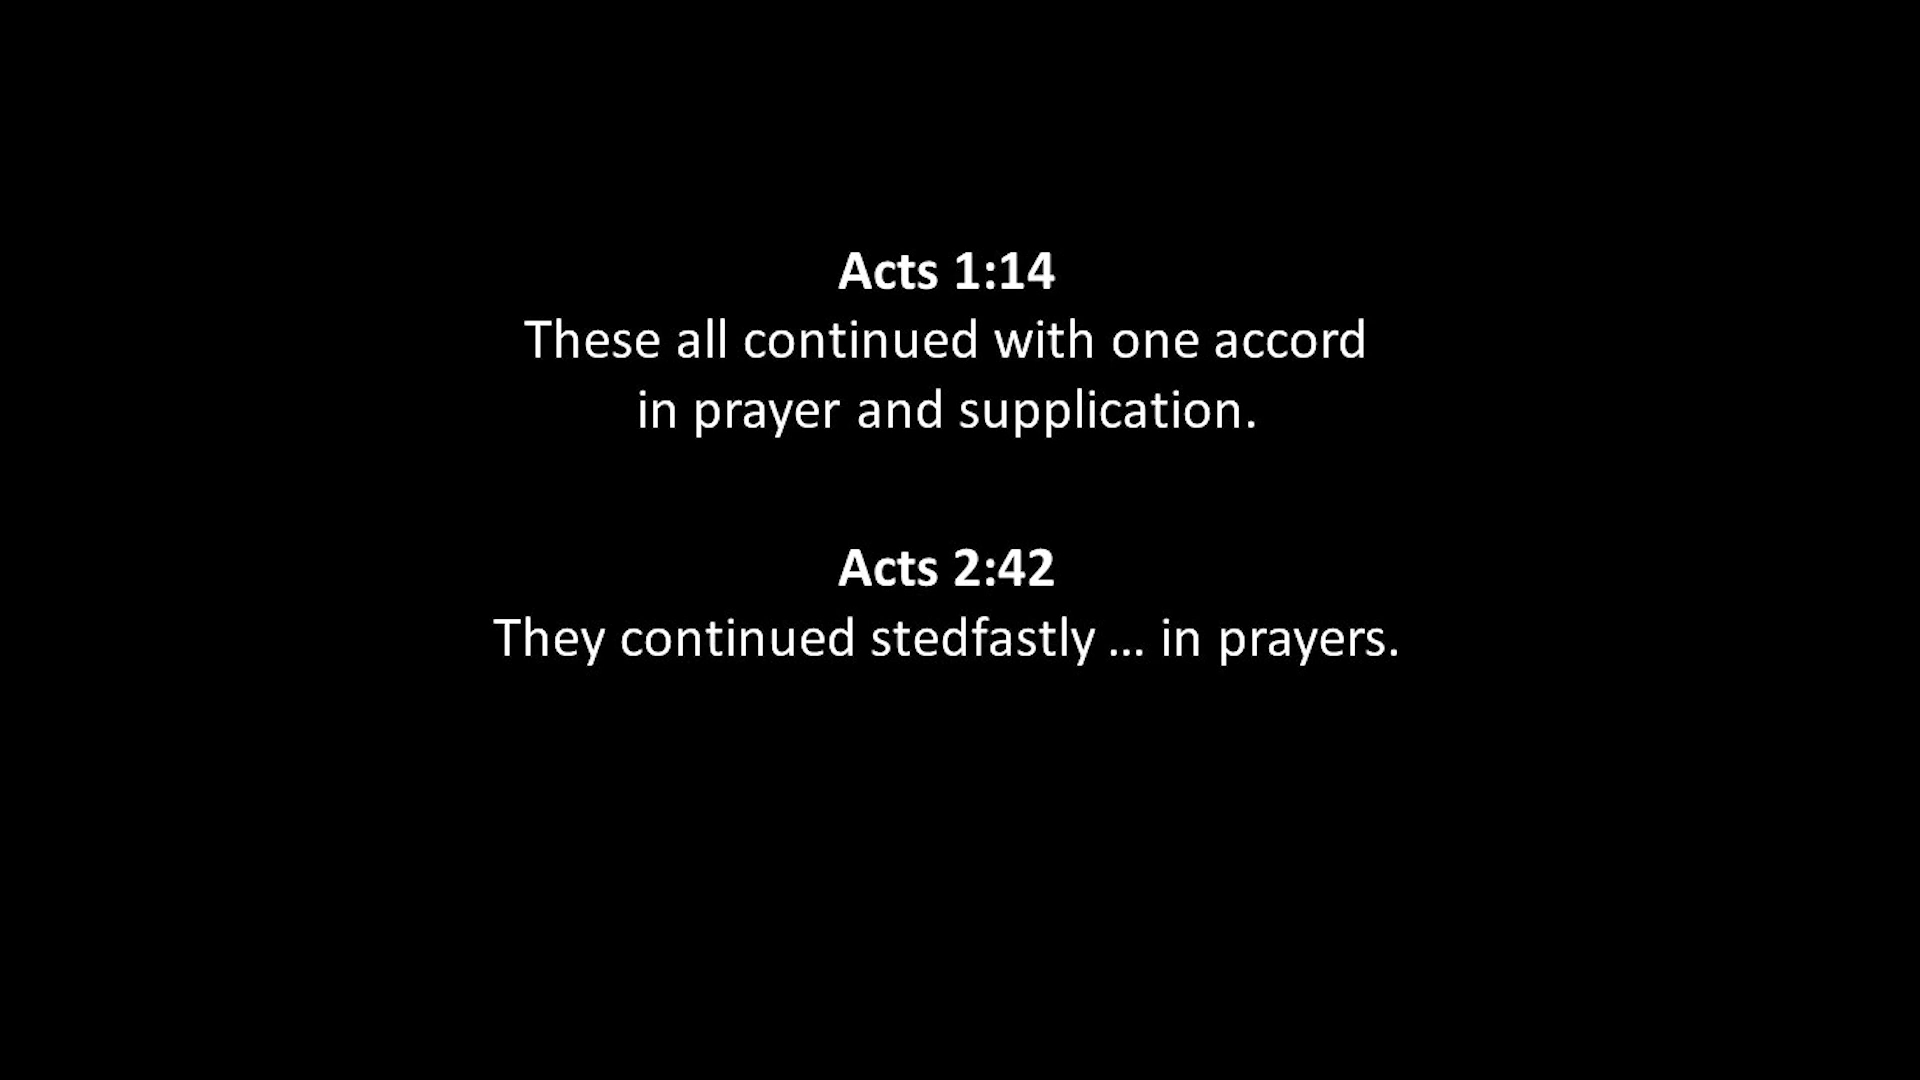 Acts 1:14
These all continued with one accord
in prayer and supplication.
Acts 2:42
They continued stedfastly ... in prayers.